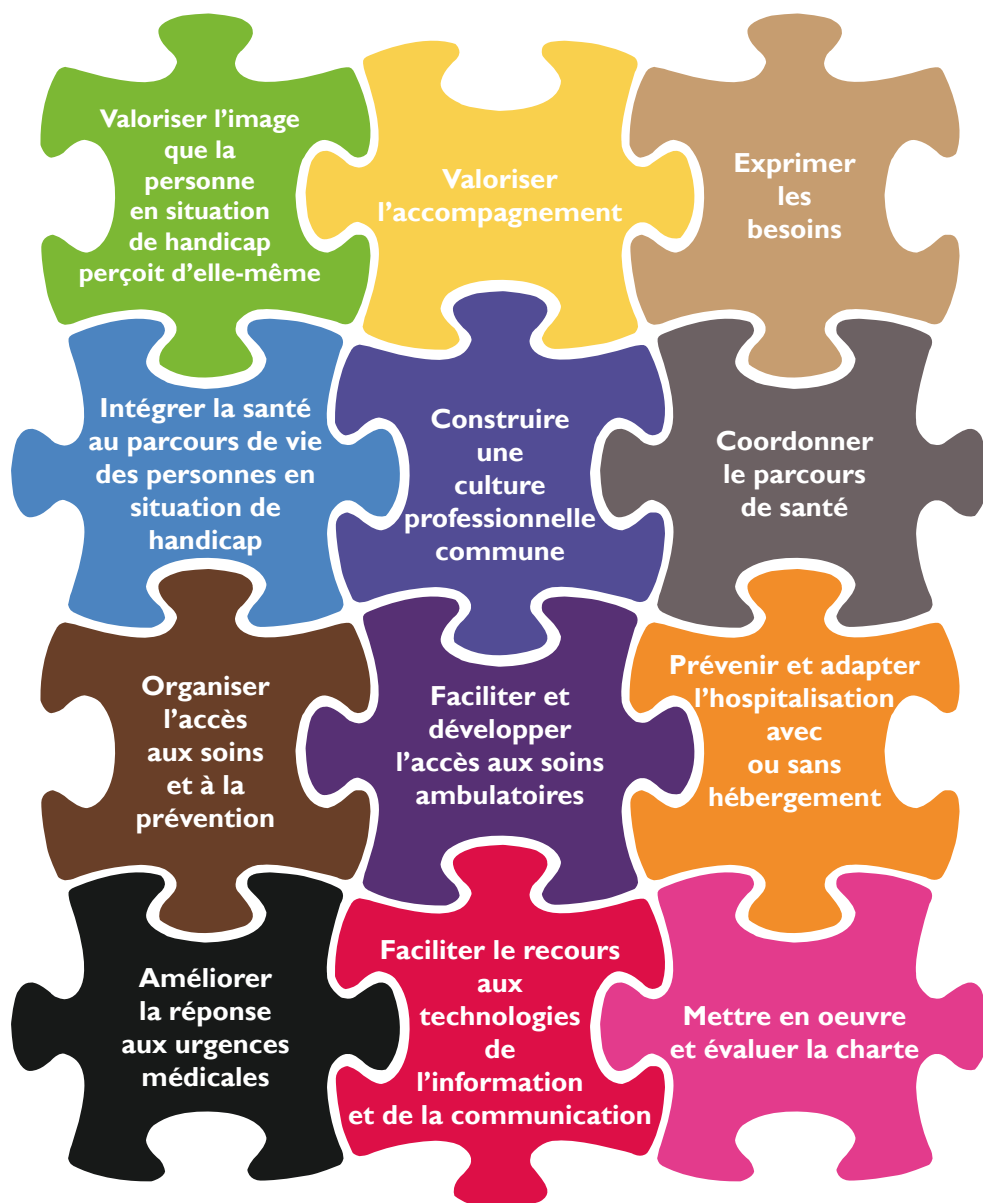 Valoriser l’image
que la
personne
en situation
de handicap
perçoit d'elle-même
Valoriser
l’accompagnement
Exprimer
les
besoins
Intégrer la santé
au parcours de vie
des personnes en
situation de
handicap
Construire
une
culture
professionnelle
commune
Coordonner
le parcours
de santé
Organiser
l’accès
aux soins
et à la
prévention
Faciliter et
développer
l’accès aux soins
ambulatoires
Prévenir et adapter
l’hospitalisation
avec
ou sans
hébergement
Améliorer
la réponse
aux urgences
médicales
Faciliter le recours
aux
technologies
de
l’information
et de la communication
Mettre en oeuvre
et évaluer la charte